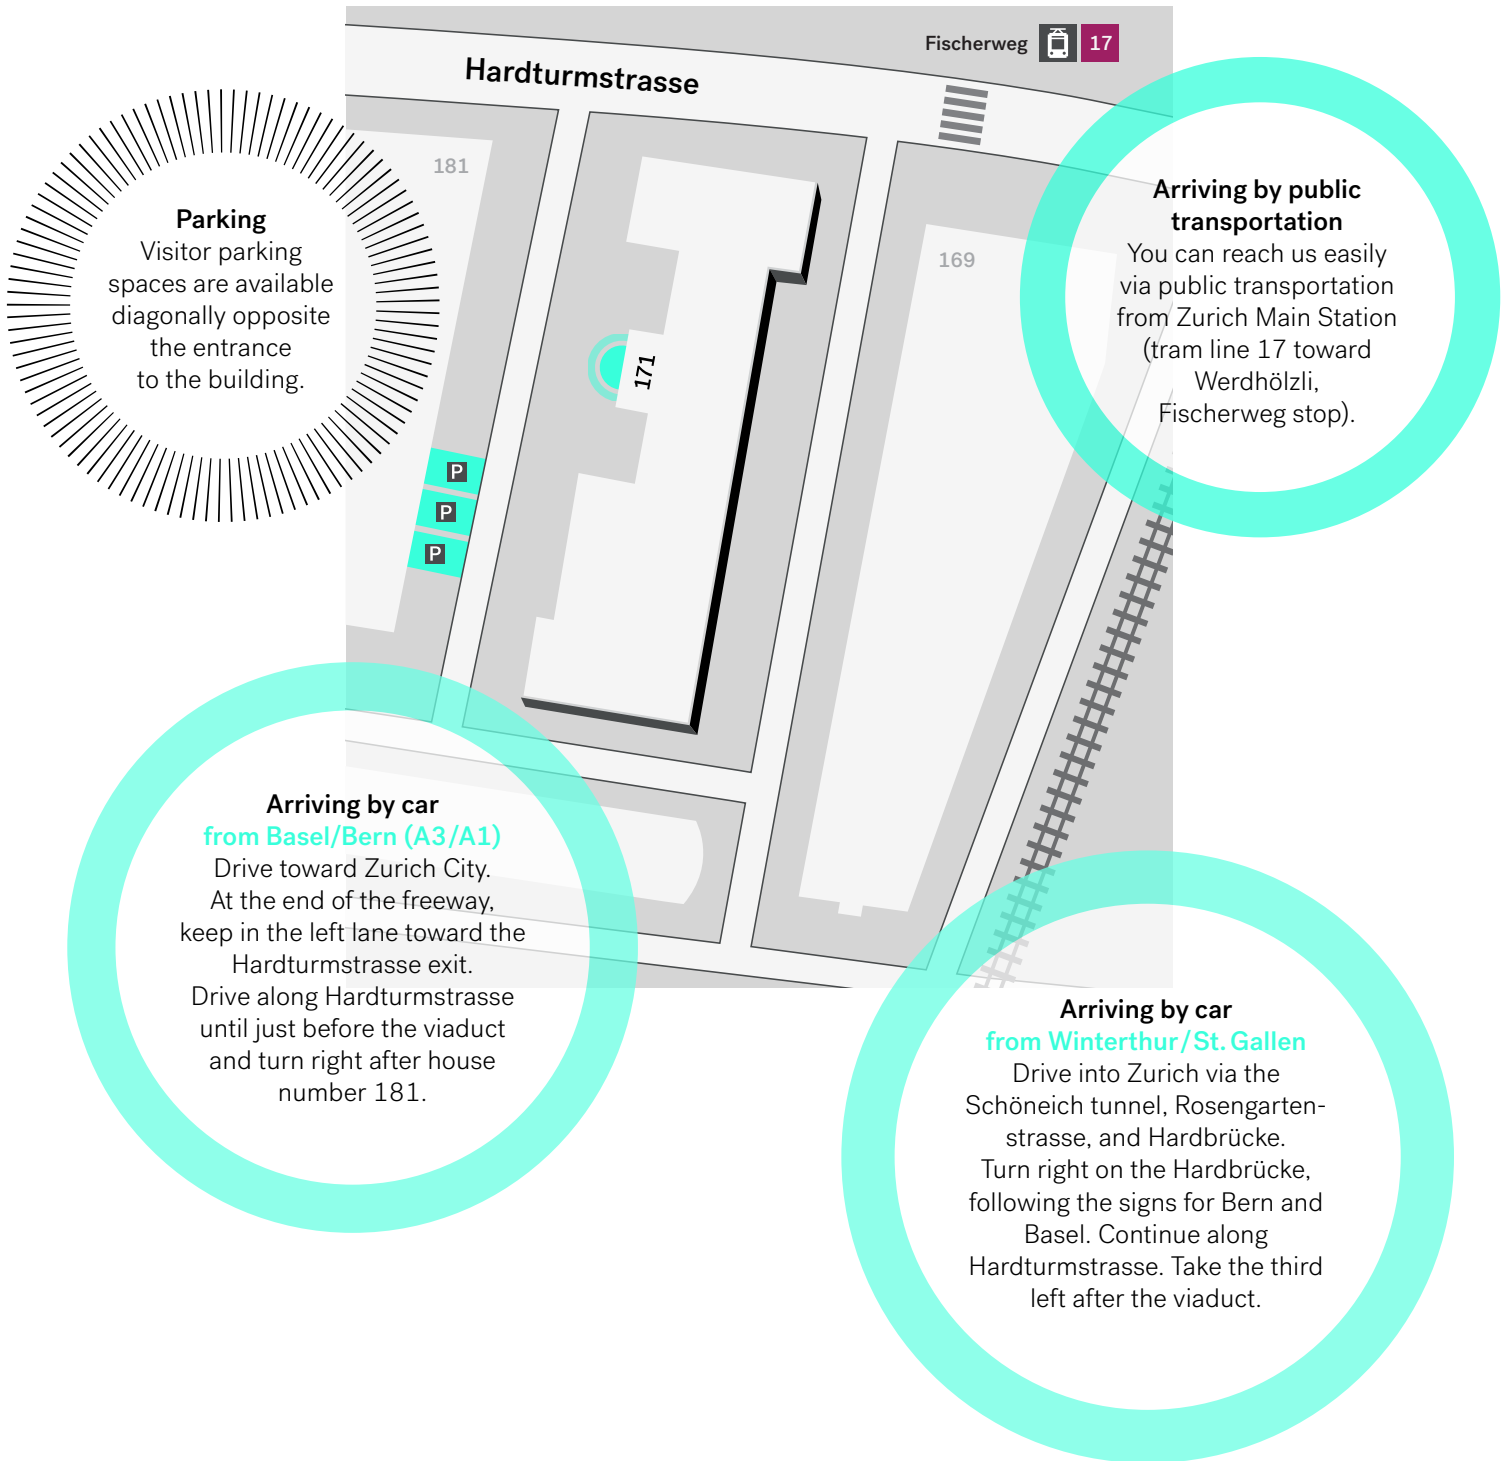 Fischerweg 17
Hardturmstrasse
181
169
171
P
P
P
Parking
Visitor parking
spaces are available
diagonally opposite
the entrance
to the building.
Arriving by public
transportation
You can reach us easily
via public transportation
from Zurich Main Station
(tram line 17 toward
Werdhölzli,
Fischerweg stop).
Arriving by car
from Basel/Bern (A3/A1)
Drive toward Zurich City.
At the end of the freeway,
keep in the left lane toward the
Hardturmstrasse exit.
Drive along Hardturmstrasse
until just before the viaduct
and turn right after house
number 181.
Arriving by car
from Winterthur/St. Gallen
Drive into Zurich via the
Schöneich tunnel, Rosengarten-
strasse, and Hardbrücke.
Turn right on the Hardbrücke,
following the signs for Bern and
Basel. Continue along
Hardturmstrasse. Take the third
left after the viaduct.